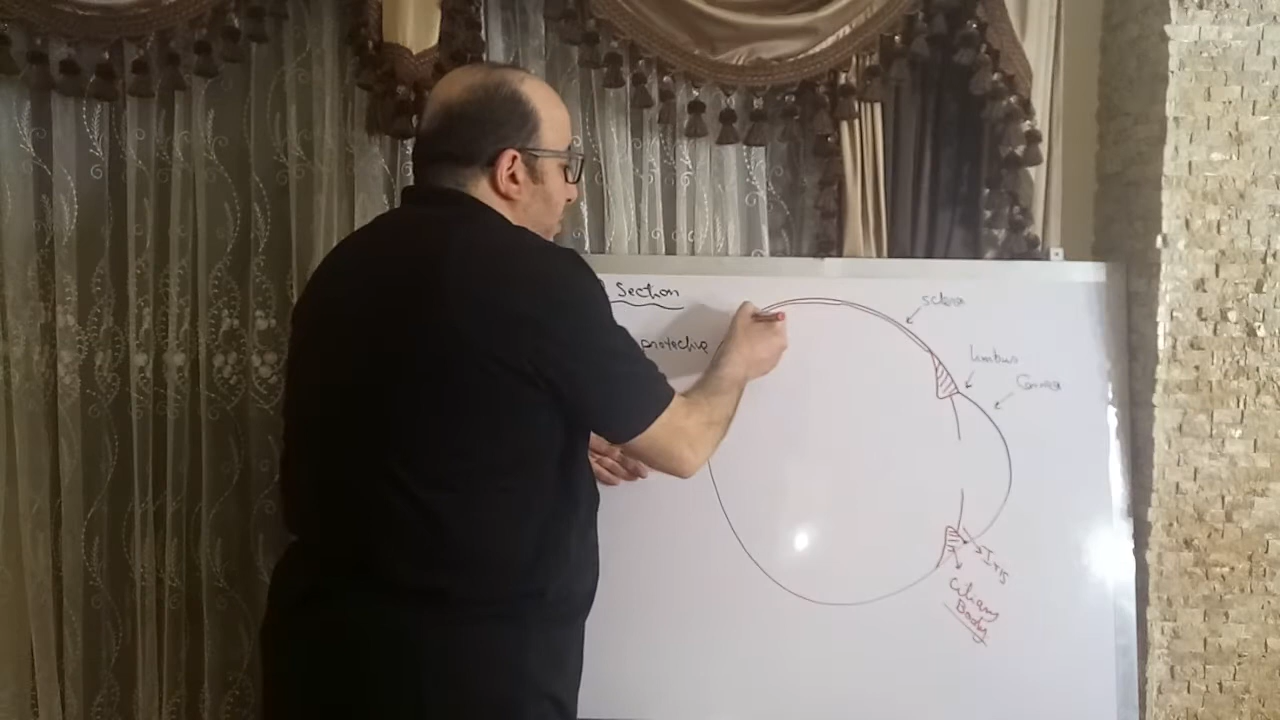 Section
protective
sclera
limbus
Cornea
Iris
Ciliary
Body